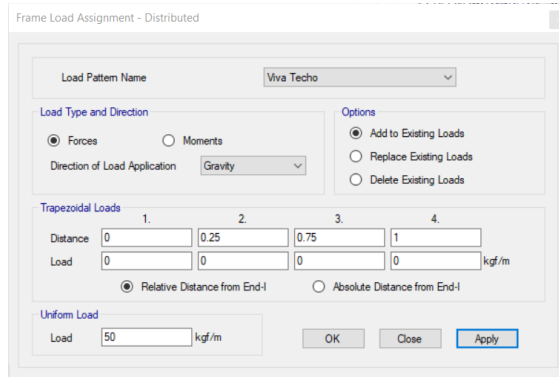 Frame Load Assignment - Distributed
Load Pattern Name Viva Techo
Load Type and Direction
Forces Moments
Direction of Load Application Gravity
Options
Add to Existing Loads
Replace Existing Loads
Delete Existing Loads
Trapezoidal Loads
1. 2. 3. 4.
Distance 0 0.25 0.75 1
Load 0 0 0 0 kgf/m
Relative Distance from End-I Absolute Distance from End-I
Uniform Load
Load 50 kgf/m
OK Close Apply